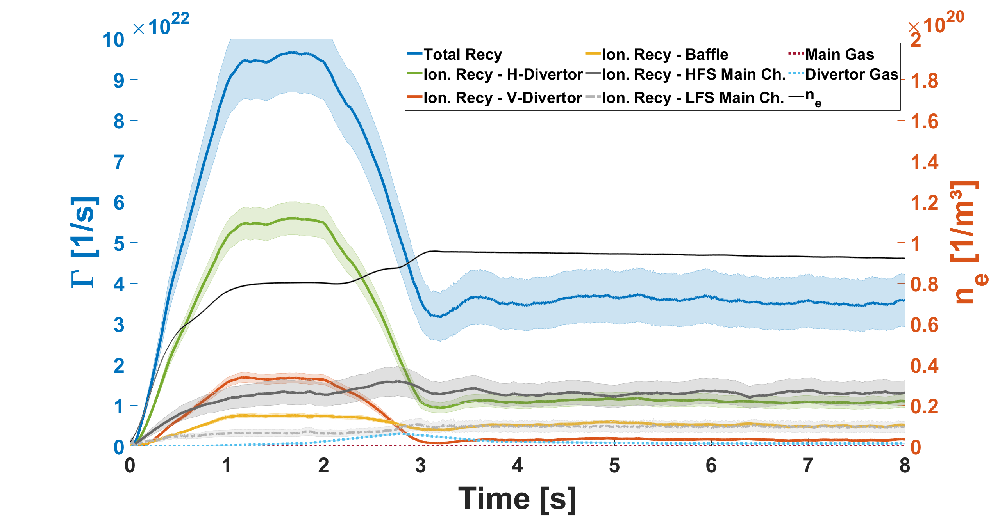 ×10^22
×10^20
10
9
8
7
6
5
4
3
2
1
0
Γ [1/s]
Total Recy
Ion. Recy - H-Divertor
Ion. Recy - V-Divertor
Ion. Recy - Baffle
Ion. Recy - HFS Main Ch.
Ion. Recy - LFS Main Ch.
Main Gas
Divertor Gas
n_e
2
1.8
1.6
1.4
1.2
1
0.8
0.6
0.4
0.2
0
n_e [1/m³]
0 1 2 3 4 5 6 7 8
Time [s]